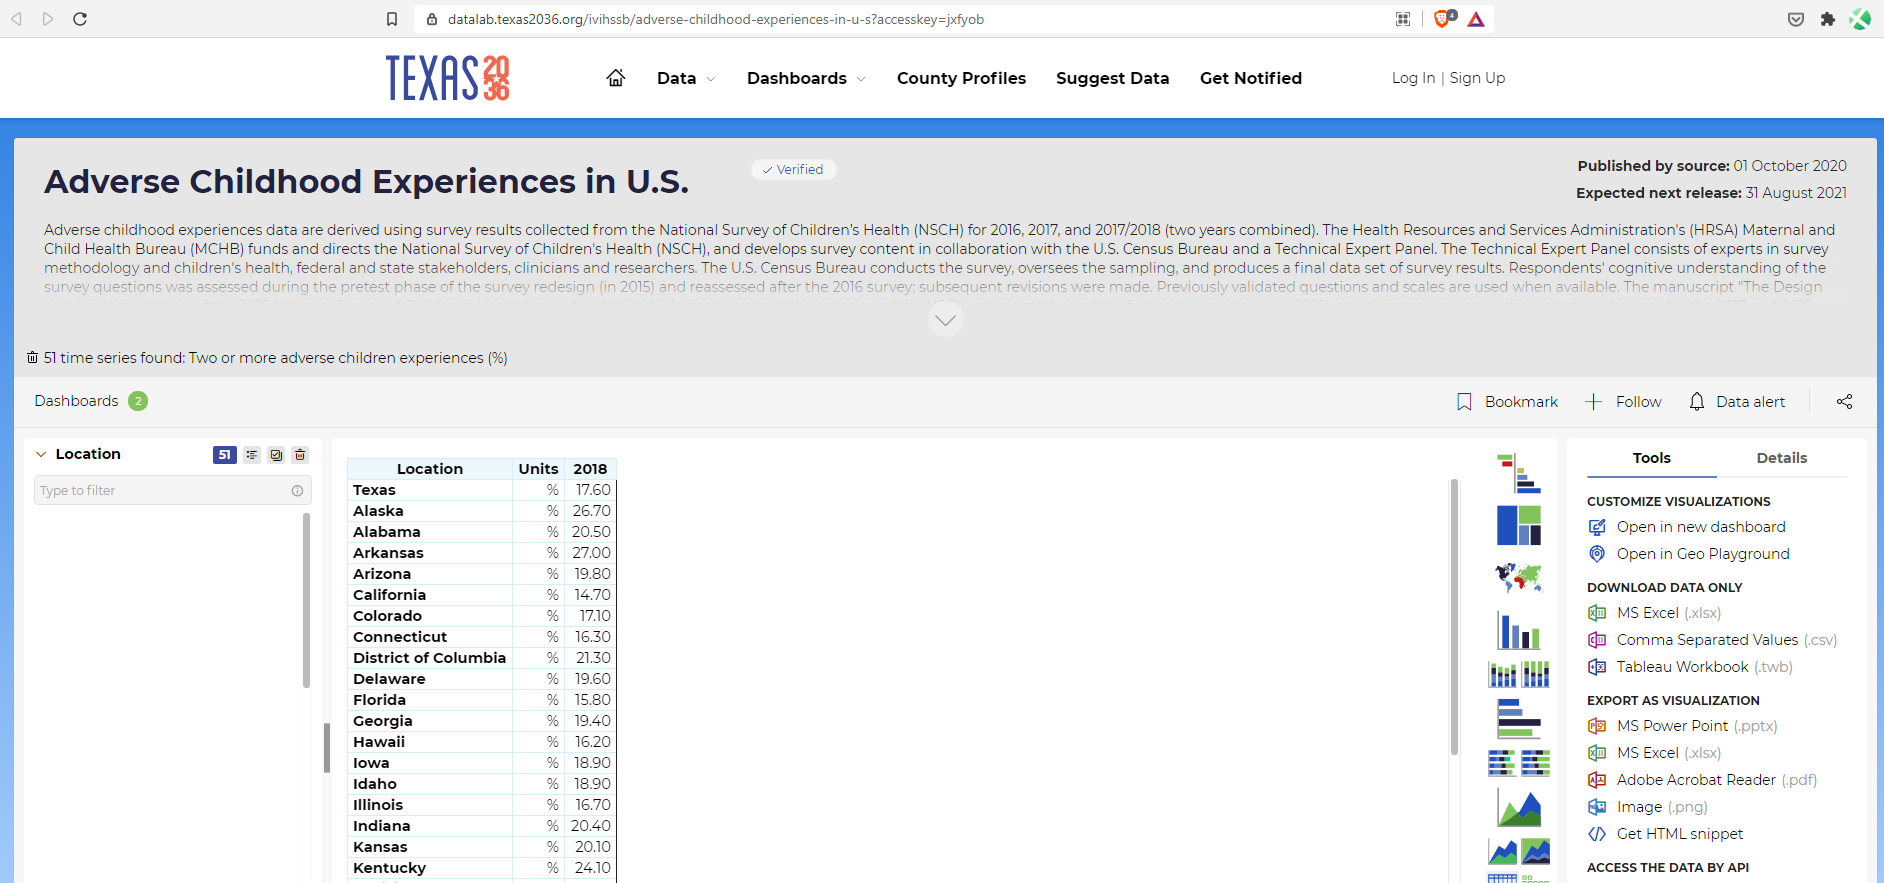 datalab.texas2036.org/ivihssb/adverse-childhood-experiences-in-u-s?accesskey=jxfyob
4
TEXAS 2036
Data
Dashboards
County Profiles
Suggest Data
Get Notified
Log In | Sign Up
Adverse Childhood Experiences in U.S.
Verified
Published by source: 01 October 2020
Expected next release: 31 August 2021
Adverse childhood experiences data are derived using survey results collected from the National Survey of Children's Health (NSCH) for 2016, 2017, and 2017/2018 (two years combined). The Health Resources and Services Administration's (HRSA) Maternal and
Child Health Bureau (MCHB) funds and directs the National Survey of Children's Health (NSCH), and develops survey content in collaboration with the U.S. Census Bureau and a Technical Expert Panel. The Technical Expert Panel consists of experts in survey
methodology and children's health, federal and state stakeholders, clinicians and researchers. The U.S. Census Bureau conducts the survey, oversees the sampling, and produces a final data set of survey results. Respondents' cognitive understanding of the
survey questions was assessed during the pretest phase of the survey redesign (in 2015) and reassessed after the 2016 survey; subsequent revisions were made. Previously validated questions and scales are used when available. The manuscript "The Design
51 time series found: Two or more adverse children experiences (%)
Dashboards 2
Bookmark
Follow
Data alert
Location
51
Type to filter
Location Units 2018
Texas % 17.60
Alaska % 26.70
Alabama % 20.50
Arkansas % 27.00
Arizona % 19.80
California % 14.70
Colorado % 17.10
Connecticut % 16.30
District of Columbia % 21.30
Delaware % 19.60
Florida % 15.80
Georgia % 19.40
Hawaii % 16.20
Iowa % 18.90
Idaho % 18.90
Illinois % 16.70
Indiana % 20.40
Kansas % 20.10
Kentucky % 24.10
Tools
Details
CUSTOMIZE VISUALIZATIONS
Open in new dashboard
Open in Geo Playground
DOWNLOAD DATA ONLY
MS Excel (.xlsx)
Comma Separated Values (.csv)
Tableau Workbook (.twb)
EXPORT AS VISUALIZATION
MS Power Point (.pptx)
MS Excel (.xlsx)
Adobe Acrobat Reader (.pdf)
Image (.png)
Get HTML snippet
ACCESS THE DATA BY API